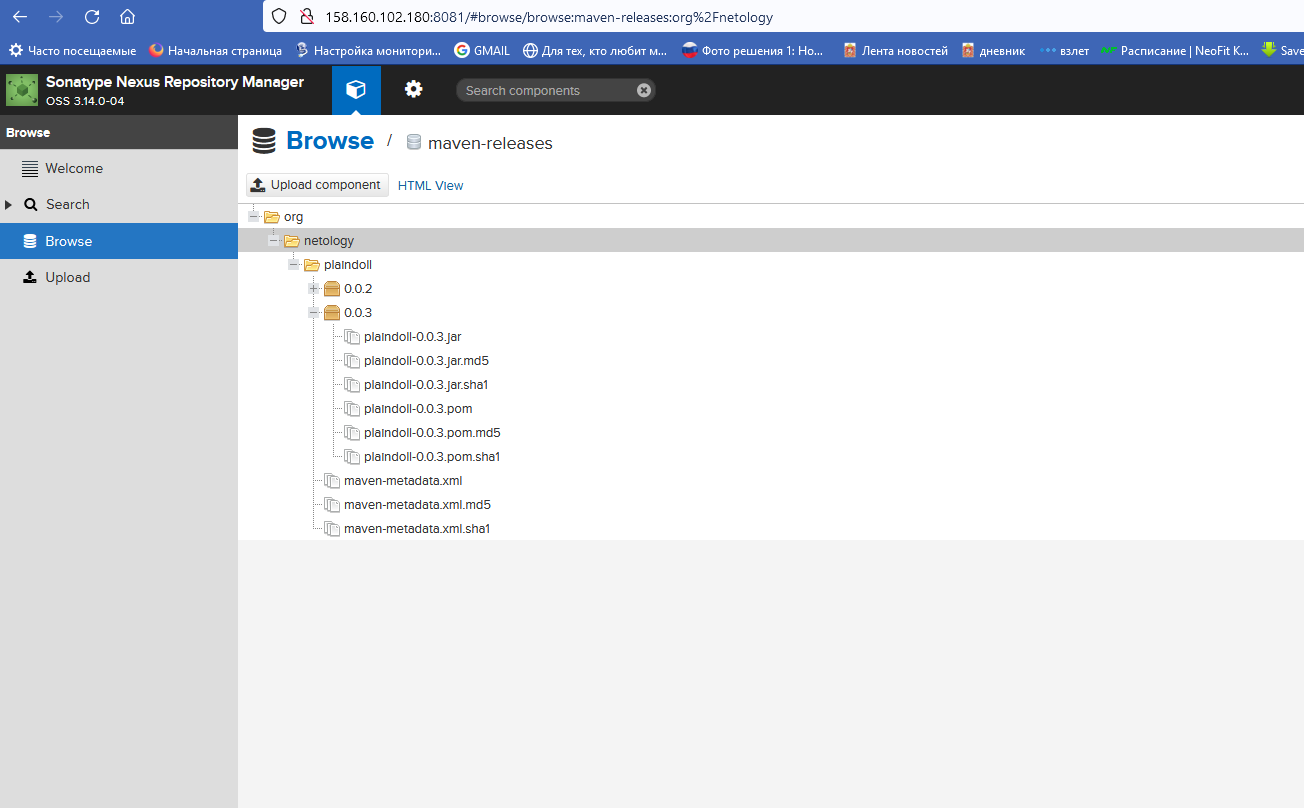 158.160.102.180:8081/#browse/browse:maven-releases:org%2Fnetology
Часто посещаемые Начальная страница Настройка монитори... GMAIL Для тех, кто любит м... Фото решения 1: Но... Лента новостей дневник взлет Расписание | NeoFit К... Save
Sonatype Nexus Repository Manager
OSS 3.14.0-04
Search components
Browse
Browse / maven-releases
Welcome
Upload component HTML View
Search
org
Browse
netology
plaindoll
Upload
0.0.2
0.0.3
plaindoll-0.0.3.jar
plaindoll-0.0.3.jar.md5
plaindoll-0.0.3.jar.sha1
plaindoll-0.0.3.pom
plaindoll-0.0.3.pom.md5
plaindoll-0.0.3.pom.sha1
maven-metadata.xml
maven-metadata.xml.md5
maven-metadata.xml.sha1